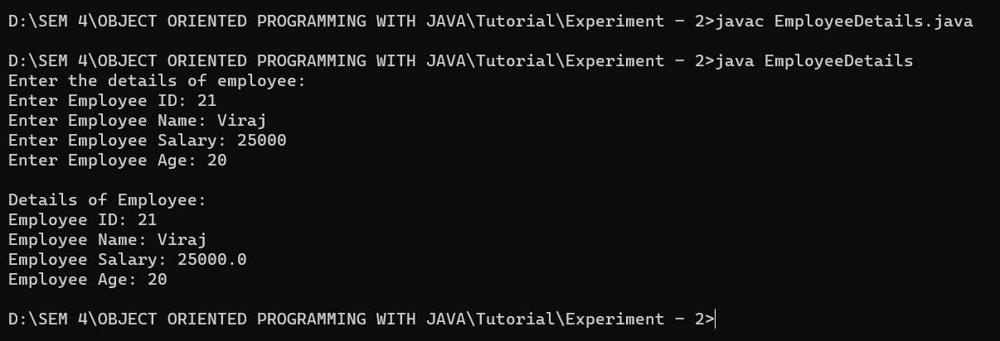 D:\SEM 4\OBJECT ORIENTED PROGRAMMING WITH JAVA\Tutorial\Experiment - 2>javac EmployeeDetails.java
D:\SEM 4\OBJECT ORIENTED PROGRAMMING WITH JAVA\Tutorial\Experiment - 2>java EmployeeDetails
Enter the details of employee:
Enter Employee ID: 21
Enter Employee Name: Viraj
Enter Employee Salary: 25000
Enter Employee Age: 20
Details of Employee:
Employee ID: 21
Employee Name: Viraj
Employee Salary: 25000.0
Employee Age: 20
D:\SEM 4\OBJECT ORIENTED PROGRAMMING WITH JAVA\Tutorial\Experiment - 2>